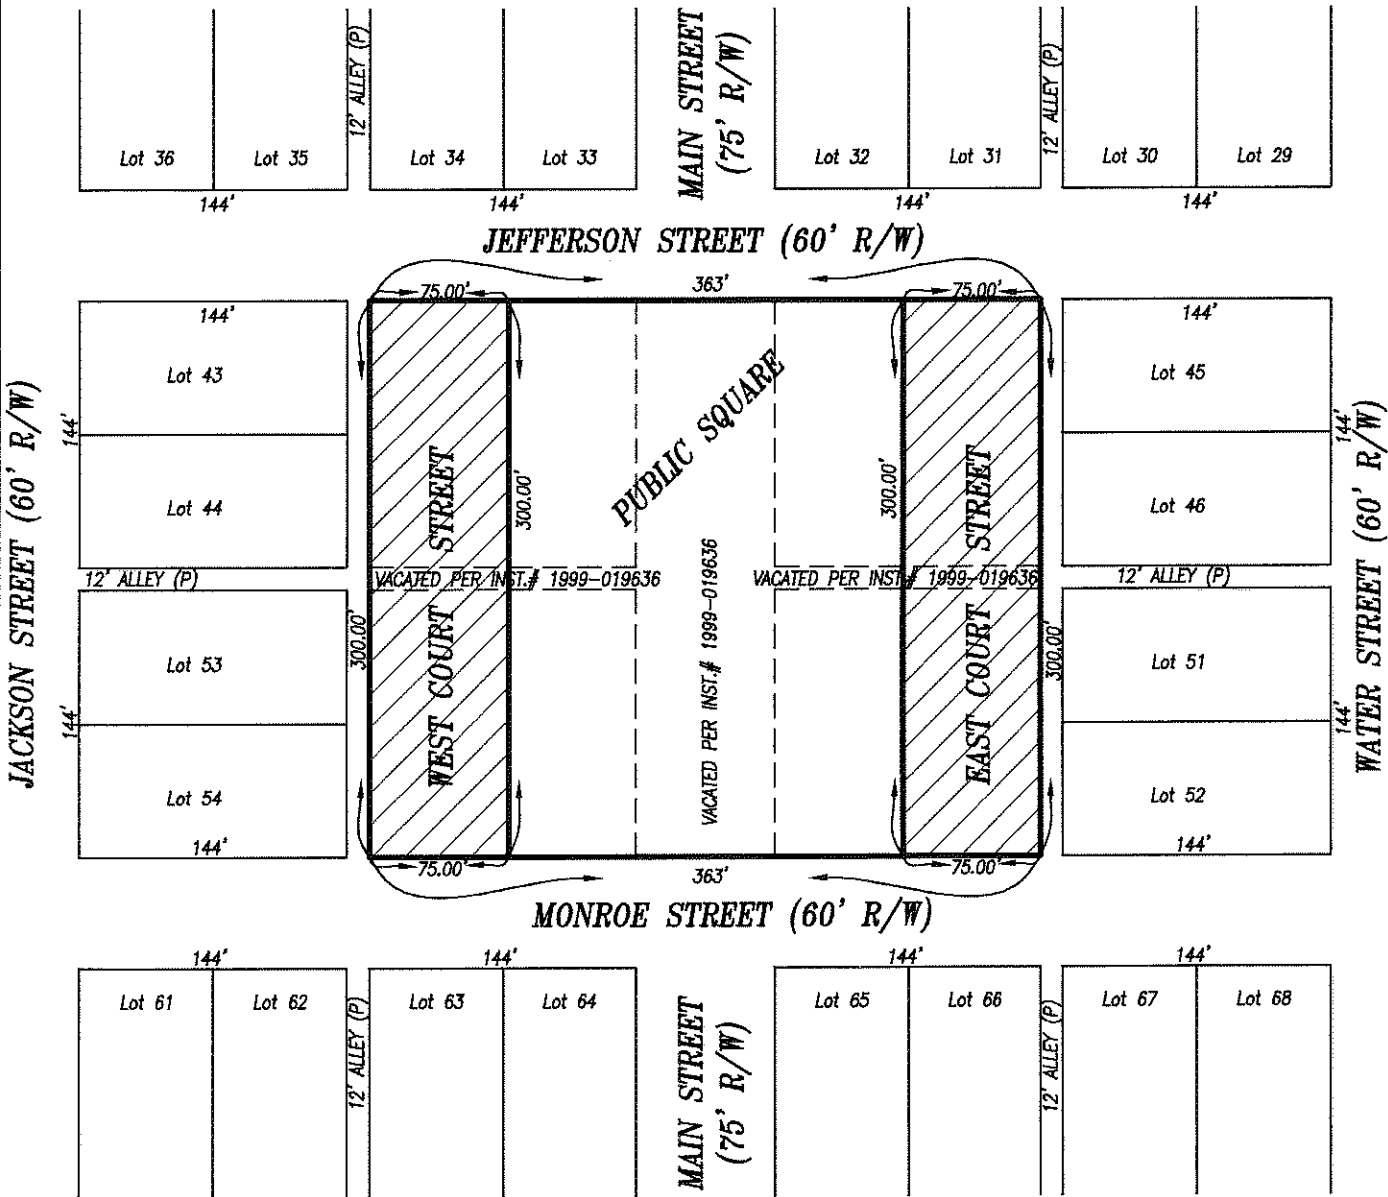 MAIN STREET
(75' R/W)
12' ALLEY (P)
12' ALLEY (P)
Lot 36
Lot 35
Lot 34
Lot 33
Lot 32
Lot 31
Lot 30
Lot 29
144'
144'
144'
144'
JEFFERSON STREET (60' R/W)
363'
75.00'
75.00'
144'
144'
Lot 43
Lot 45
PUBLIC SQUARE
JACKSON STREET (60' R/W)
WATER STREET (60' R/W)
144'
144'
Lot 44
Lot 46
300.00'
300.00'
WEST COURT STREET
EAST COURT STREET
12' ALLEY (P)
VACATED PER INST.# 1999-019636
VACATED PER INST.# 1999-019636
12' ALLEY (P)
VACATED PER INST.# 1999-019636
300.00'
300.00'
Lot 53
Lot 51
144'
144'
Lot 54
Lot 52
144'
144'
75.00'
75.00'
363'
MONROE STREET (60' R/W)
144'
144'
144'
144'
Lot 61
Lot 62
Lot 63
Lot 64
Lot 65
Lot 66
Lot 67
Lot 68
12' ALLEY (P)
12' ALLEY (P)
MAIN STREET
(75' R/W)